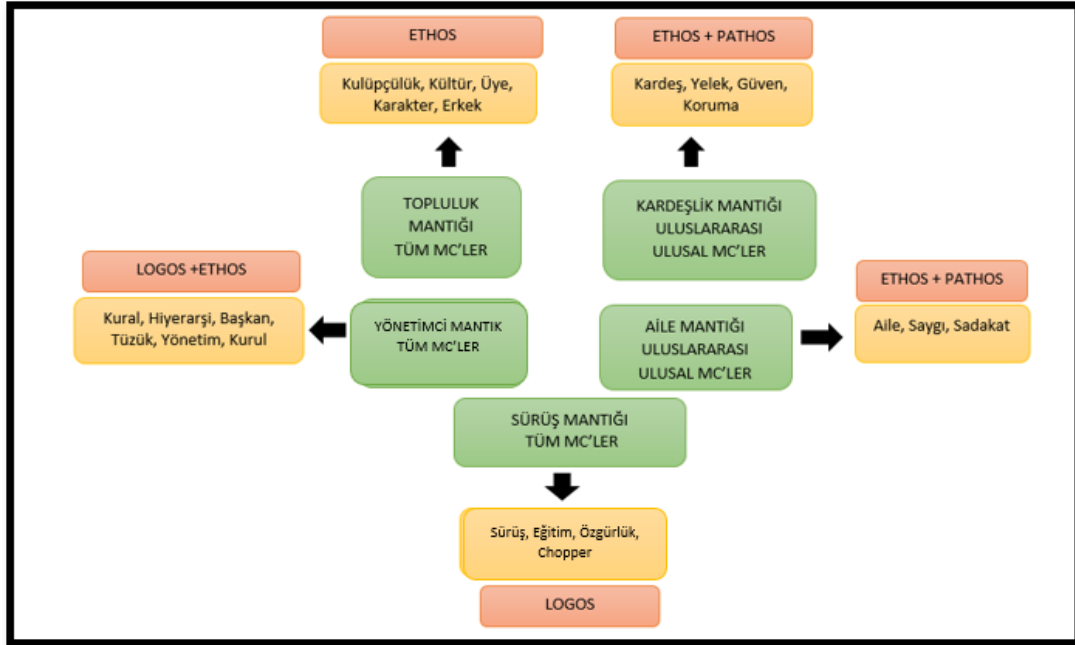 ETHOS
Kulüpçülük, Kültür, Üye,
Karakter, Erkek
TOPLULUK
MANTIĞI
TÜM MC'LER
ETHOS + PATHOS
Kardeş, Yelek, Güven,
Koruma
KARDEŞLİK MANTIĞI
ULUSLARARASI
ULUSAL MC'LER
LOGOS +ETHOS
Kural, Hiyerarşi, Başkan,
Tüzük, Yönetim, Kurul
YÖNETİMCİ MANTIK
TÜM MC'LER
ETHOS + PATHOS
Aile, Saygı, Sadakat
AİLE MANTIĞI
ULUSLARARASI
ULUSAL MC'LER
SÜRÜŞ MANTIĞI
TÜM MC'LER
Sürüş, Eğitim, Özgürlük,
Chopper
LOGOS